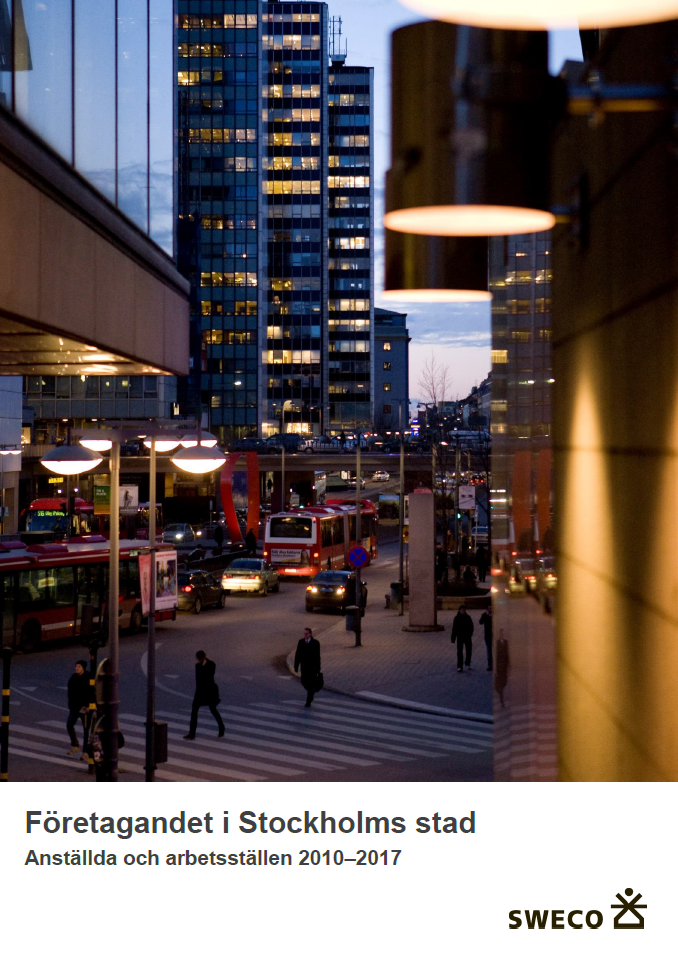 Företagandet i Stockholms stad
Anställda och arbetsställen 2010–2017
SWECO